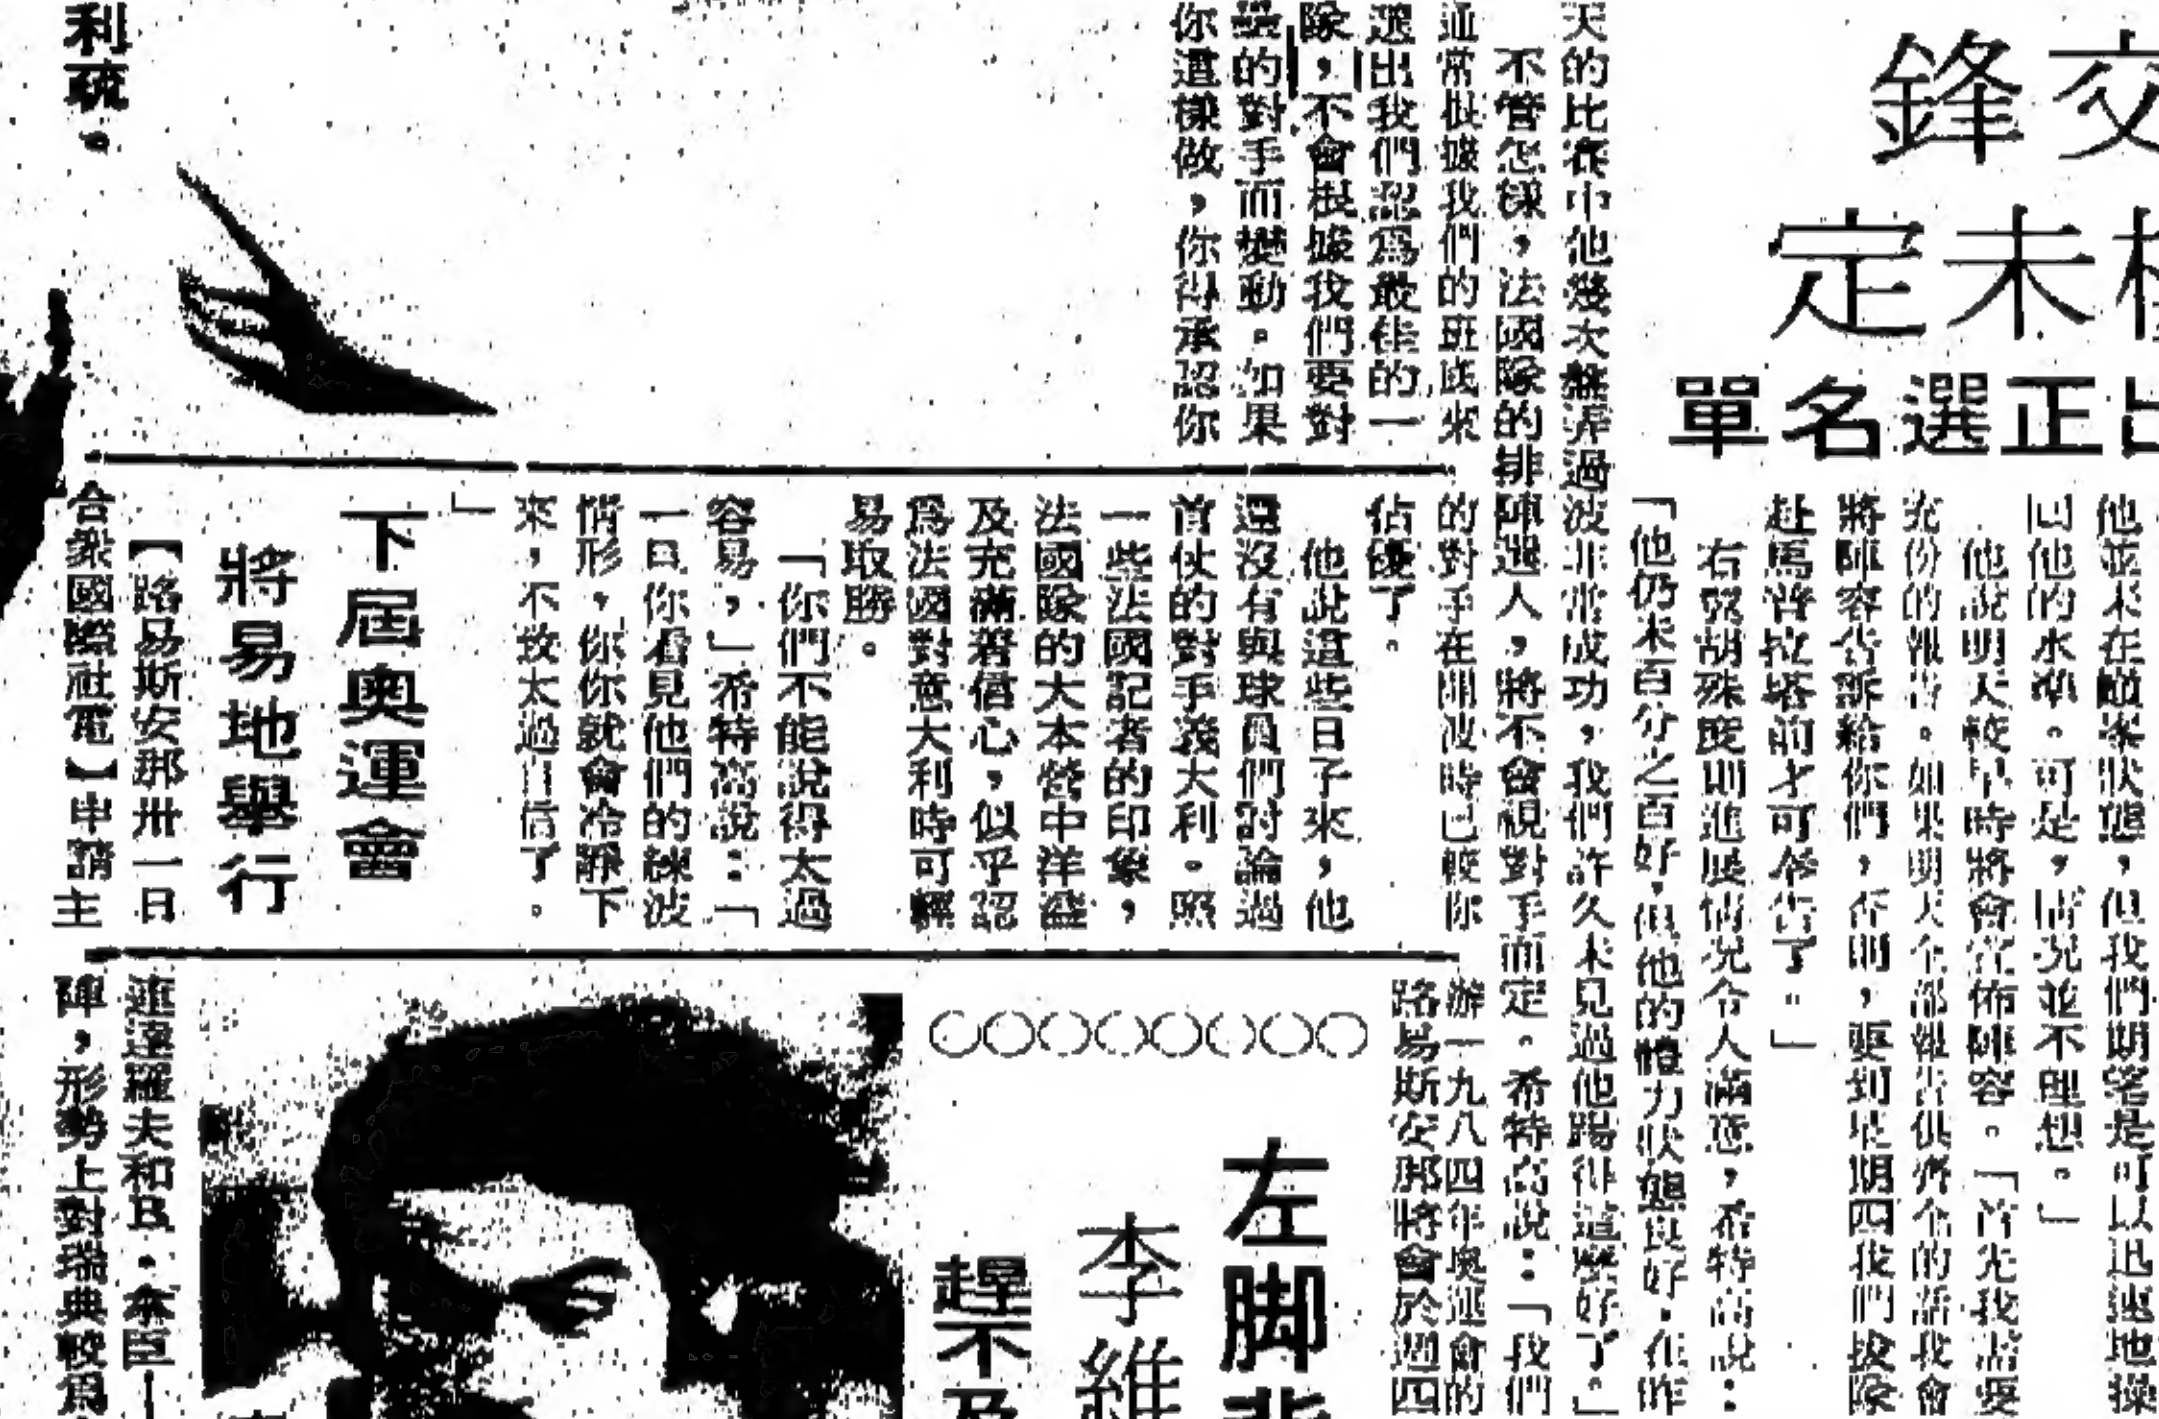 交鋒
未定
出正選名單
他並未在巔峯狀態，但我們期望是可以迅速地操
回他的水準。可是，情況並不理想。」
他說明天較早時將會宣佈陣容。「首先我需要
充份的報告。如果明天全部報告俱齊全的話我會
將陣容告訴給你們，否則，要到星期四我們拔隊
赴馬普拉塔前才可奉告了。」
右翼胡殊度則進展情況令人滿意，希特高說：
「他仍未百分之百好，但他的體力狀態良好。在昨
天的比賽中他幾次盤弄過波非常成功，我們許久未見過他踢得這麼好了。」
不管怎樣，法國隊的排陣選人，將不會視對手而定。希特高說：「我們
通常根據我們的班底來
選出我們認爲最佳的一
隊，不會根據我們要對
壘的對手而變動。如果
你這樣做，你得承認你
的對手在開波時已較你
佔優了。
他說這些日子來，他
還沒有與球員們討論過
首仗的對手義大利。照
一些法國記者的印象，
法國隊的大本營中洋溢
及充滿著信心，似乎認
爲法國對意大利時可輕
易取勝。
「你們不能說得太過
容易，」希特高說：「
一旦你看見他們的練波
情形，你你就會冷靜下
來，不致太過自信了。
」
下屆奧運會
將易地舉行
【路易斯安那卅一日
合衆國際社電】申請主
辦一九八四年奧運會的
路易斯安那將會於週四
左脚
李維
趕不及
連達羅夫和B·東臣一
陣，形勢上對瑞典較爲
利疏。